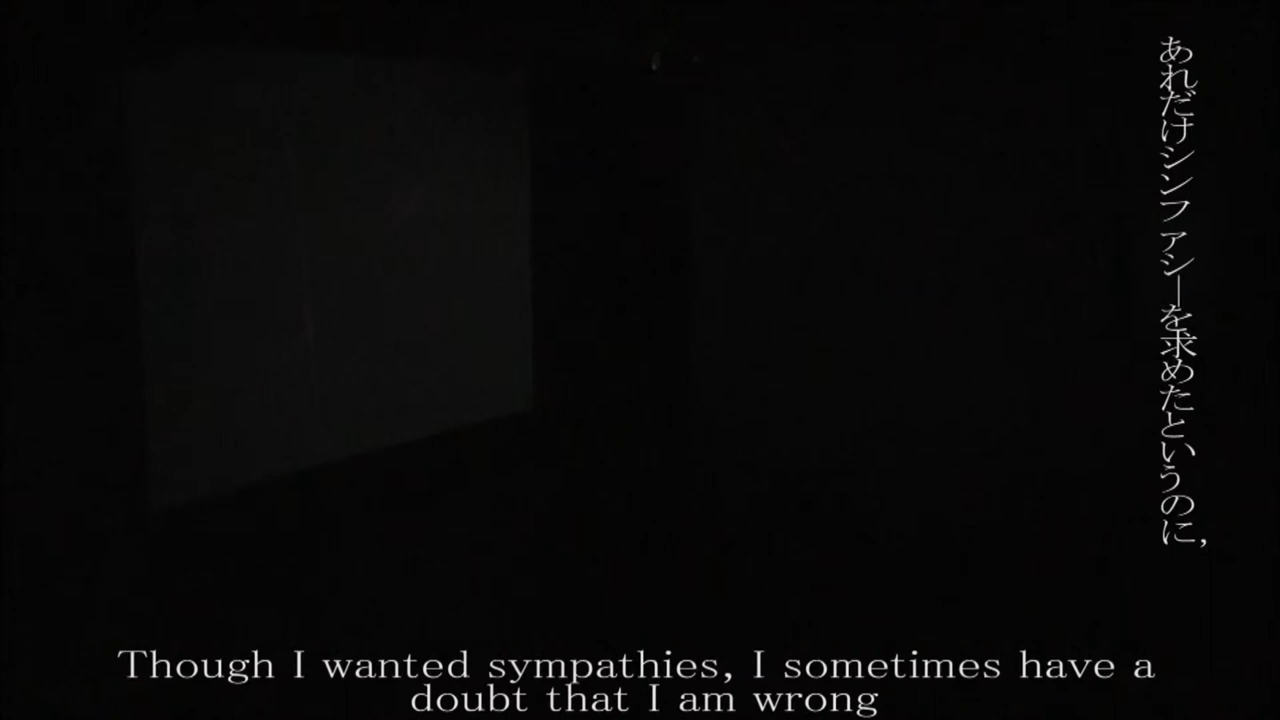 あれだけシンファシーを求めたというのに,
Though I wanted sympathies, I sometimes have a
doubt that I am wrong